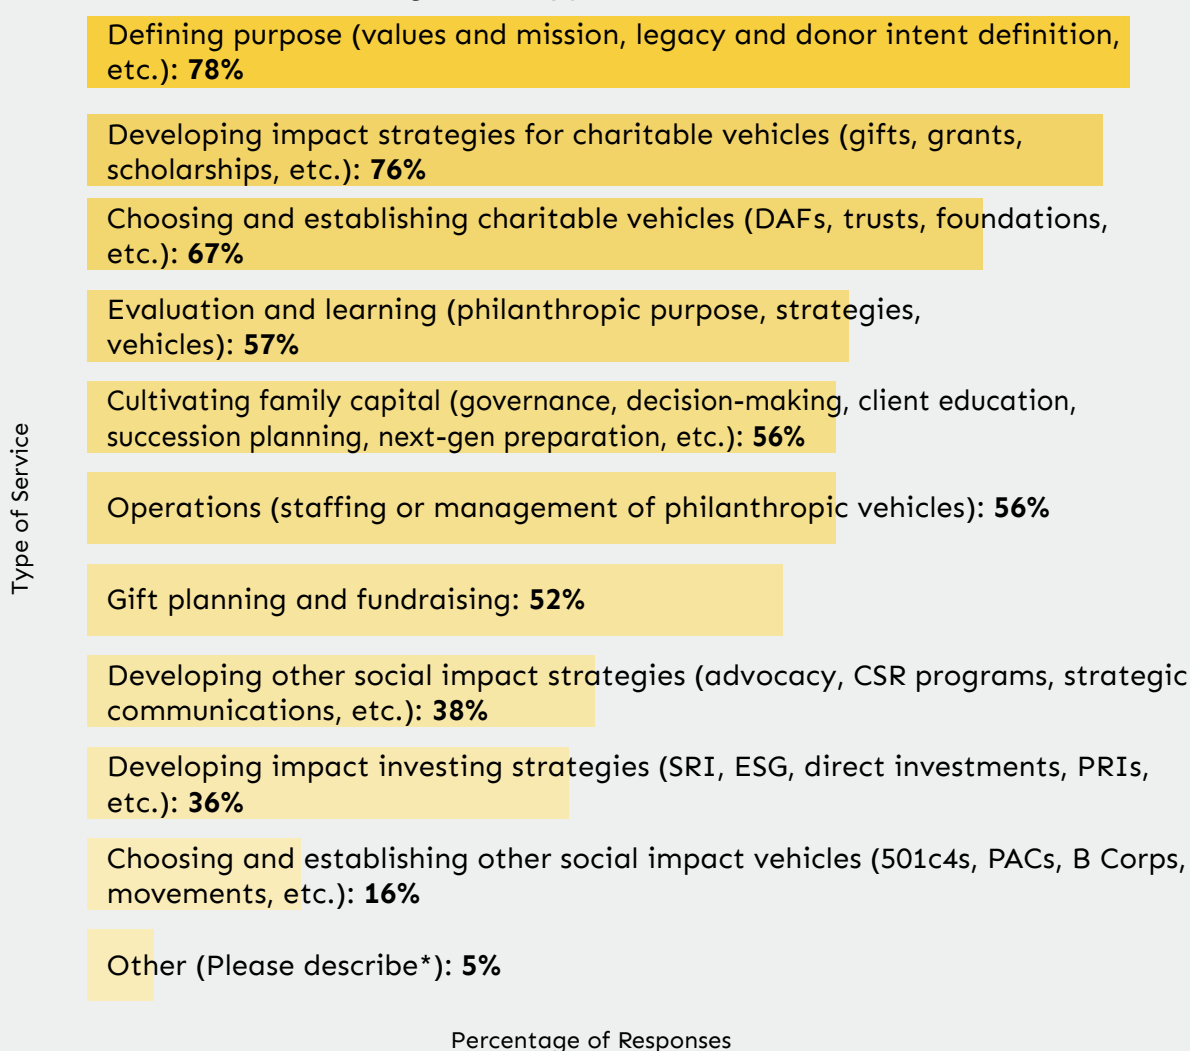 Defining purpose (values and mission, legacy and donor intent definition,
etc.): 78%
Developing impact strategies for charitable vehicles (gifts, grants,
scholarships, etc.): 76%
Choosing and establishing charitable vehicles (DAFs, trusts, foundations,
etc.): 67%
Evaluation and learning (philanthropic purpose, strategies,
vehicles): 57%
Cultivating family capital (governance, decision-making, client education,
succession planning, next-gen preparation, etc.): 56%
Type of Service
Operations (staffing or management of philanthropic vehicles): 56%
Gift planning and fundraising: 52%
Developing other social impact strategies (advocacy, CSR programs, strategic
communications, etc.): 38%
Developing impact investing strategies (SRI, ESG, direct investments, PRIs,
etc.): 36%
Choosing and establishing other social impact vehicles (501c4s, PACs, B Corps,
movements, etc.): 16%
Other (Please describe*): 5%
Percentage of Responses